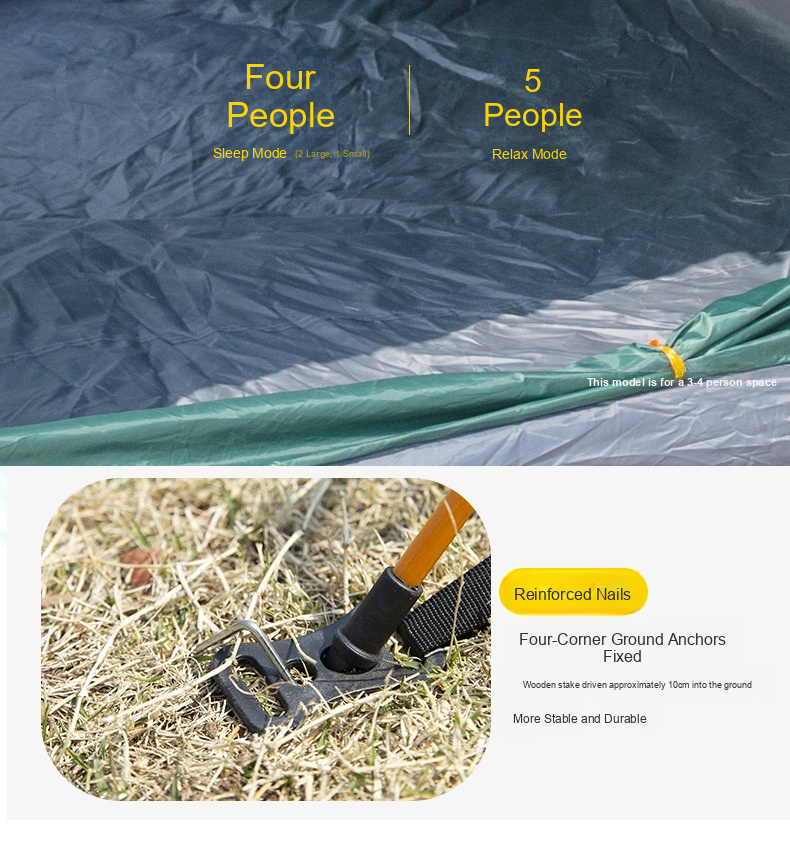 Four
People
5
People
Sleep Mode (2 Large, 1 Small)
Relax Mode
This model is for a 3-4 person space
Reinforced Nails
Four-Corner Ground Anchors
Fixed
Wooden stake driven approximately 10cm into the ground
More Stable and Durable